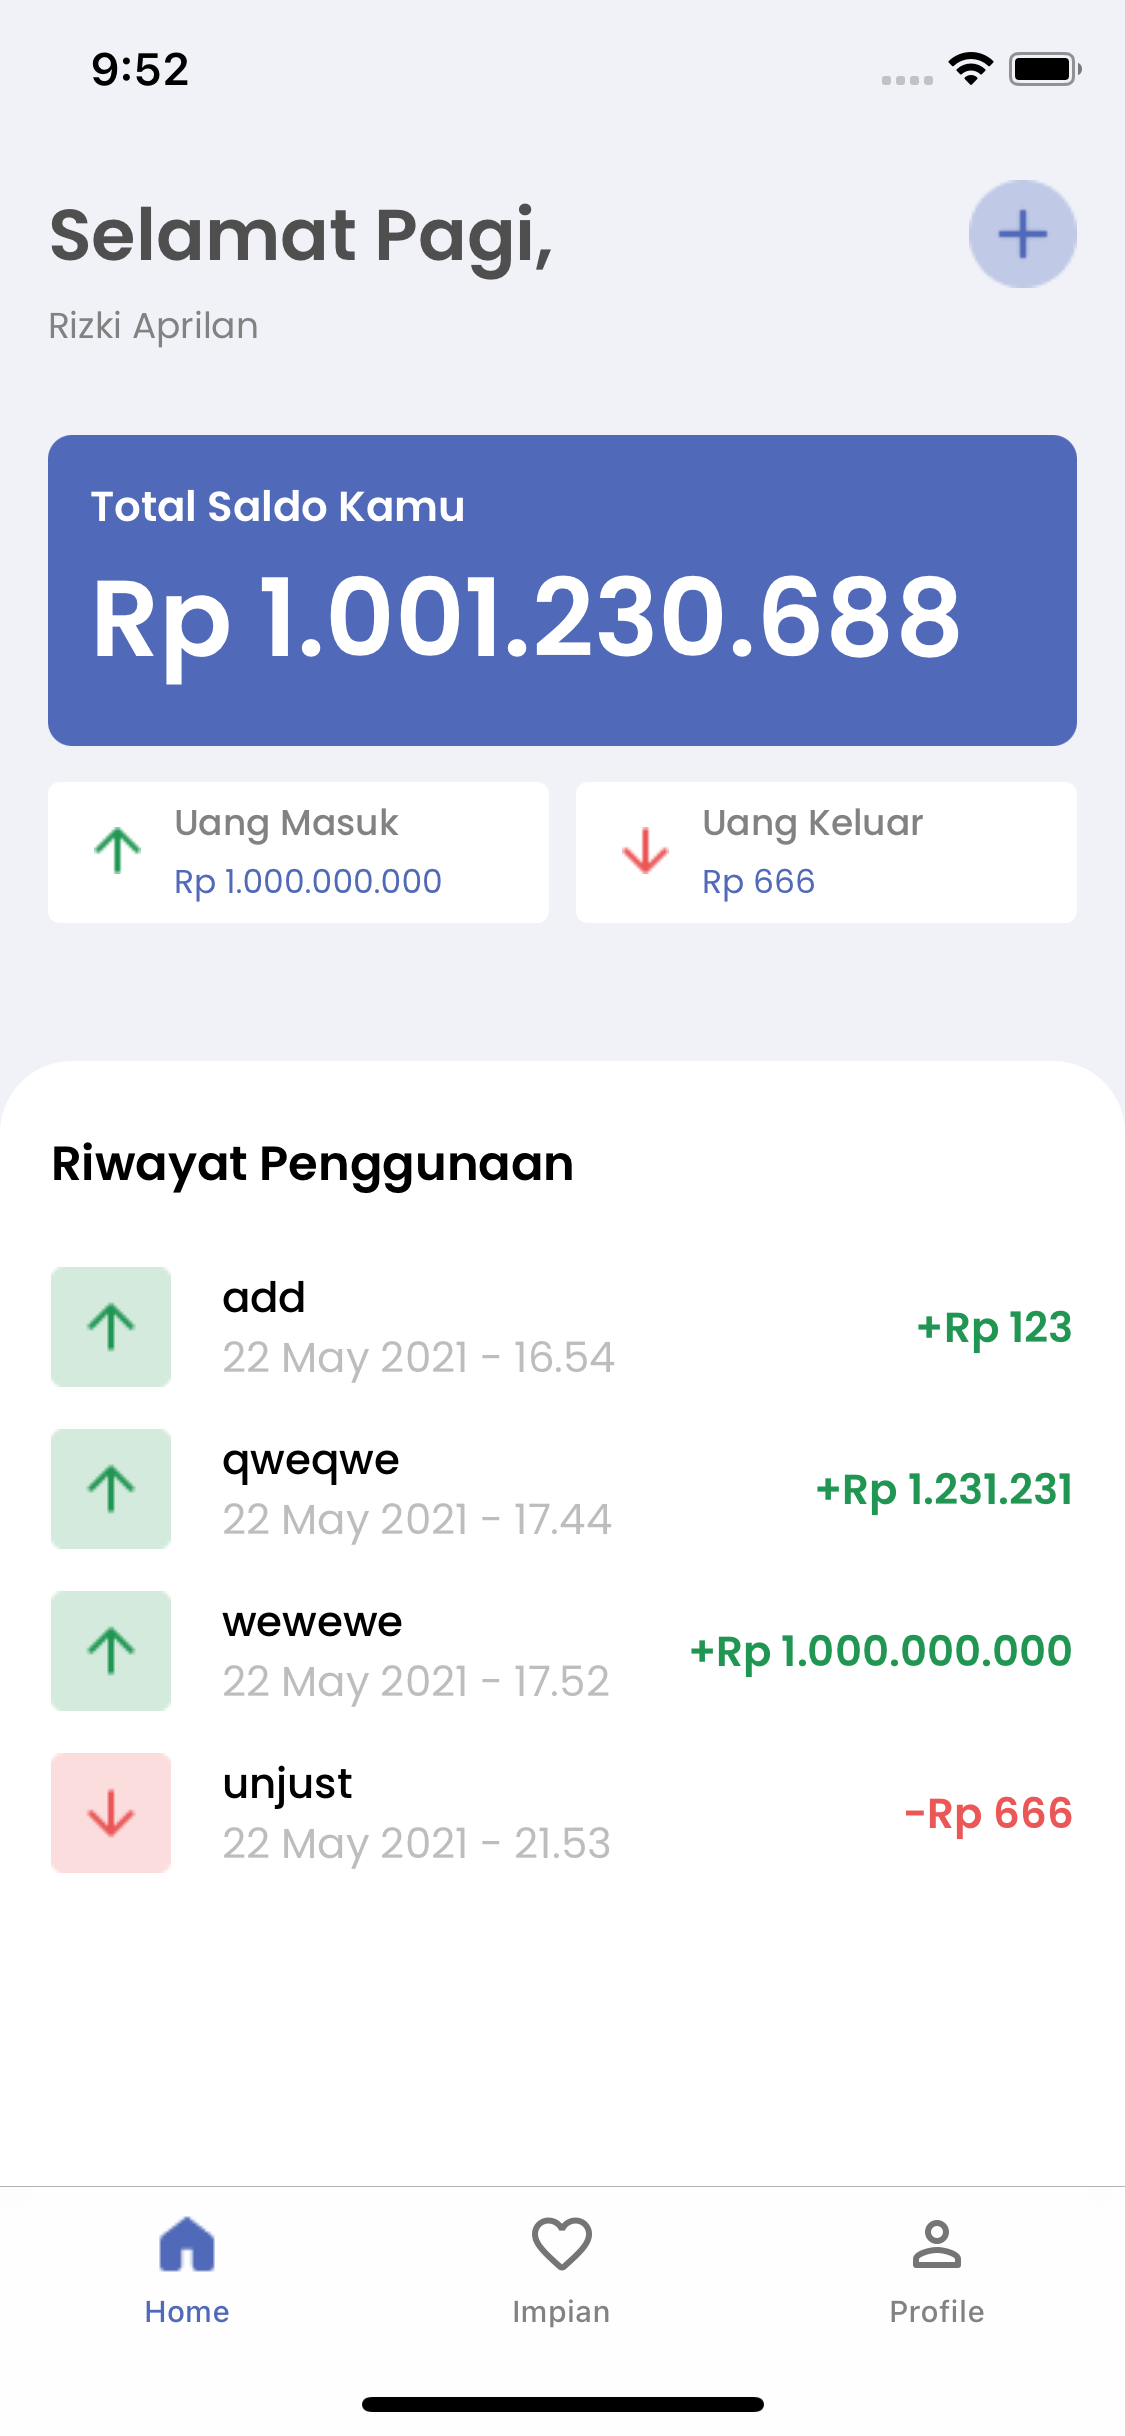 9:52
Selamat Pagi,
Rizki Aprilan
Total Saldo Kamu
Rp 1.001.230.688
Uang Masuk
Rp 1.000.000.000
Uang Keluar
Rp 666
Riwayat Penggunaan
add
22 May 2021 - 16.54
+Rp 123
qweqwe
22 May 2021 - 17.44
+Rp 1.231.231
wewewe
22 May 2021 - 17.52
+Rp 1.000.000.000
unjust
22 May 2021 - 21.53
-Rp 666
Home
Impian
Profile